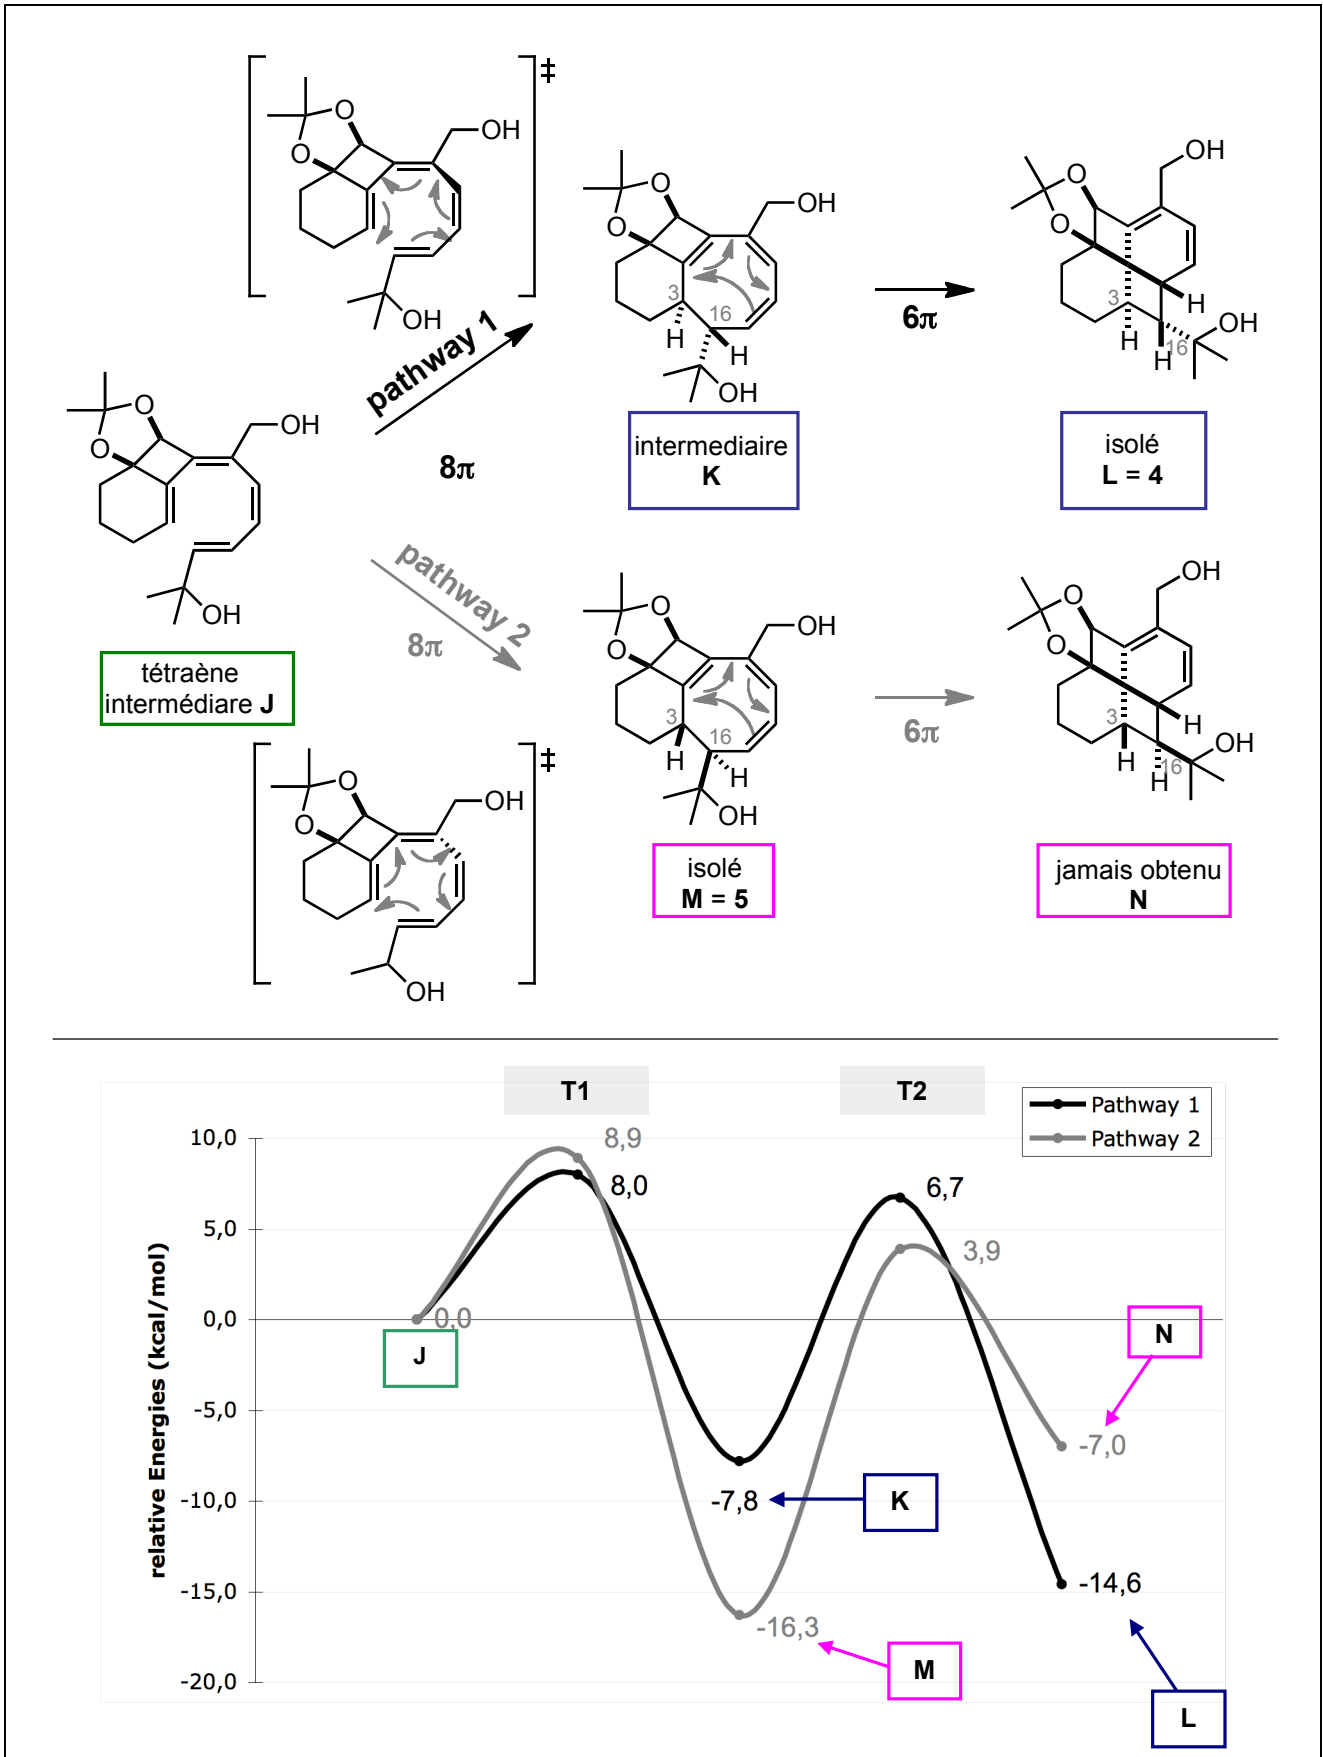 ‡
O
OH
O
OH
pathway 1
8π
O
OH
O
3
16
H
H
OH
intermediaire
K
6π
O
OH
O
3
H
H
OH
H
16
isolé
L = 4
O
OH
O
OH
tétraène
intermédiare J
pathway 2
8π
‡
O
OH
O
OH
O
OH
O
3
16
H
H
OH
isolé
M = 5
6π
O
OH
O
3
H
H
OH
H
16
jamais obtenu
N
T1
T2
Pathway 1
Pathway 2
relative Energies (kcal/mol)
10,0
5,0
0,0
-5,0
-10,0
-15,0
-20,0
8,9
8,0
6,7
3,9
0,0
J
N
-7,0
-7,8
K
-14,6
-16,3
M
L